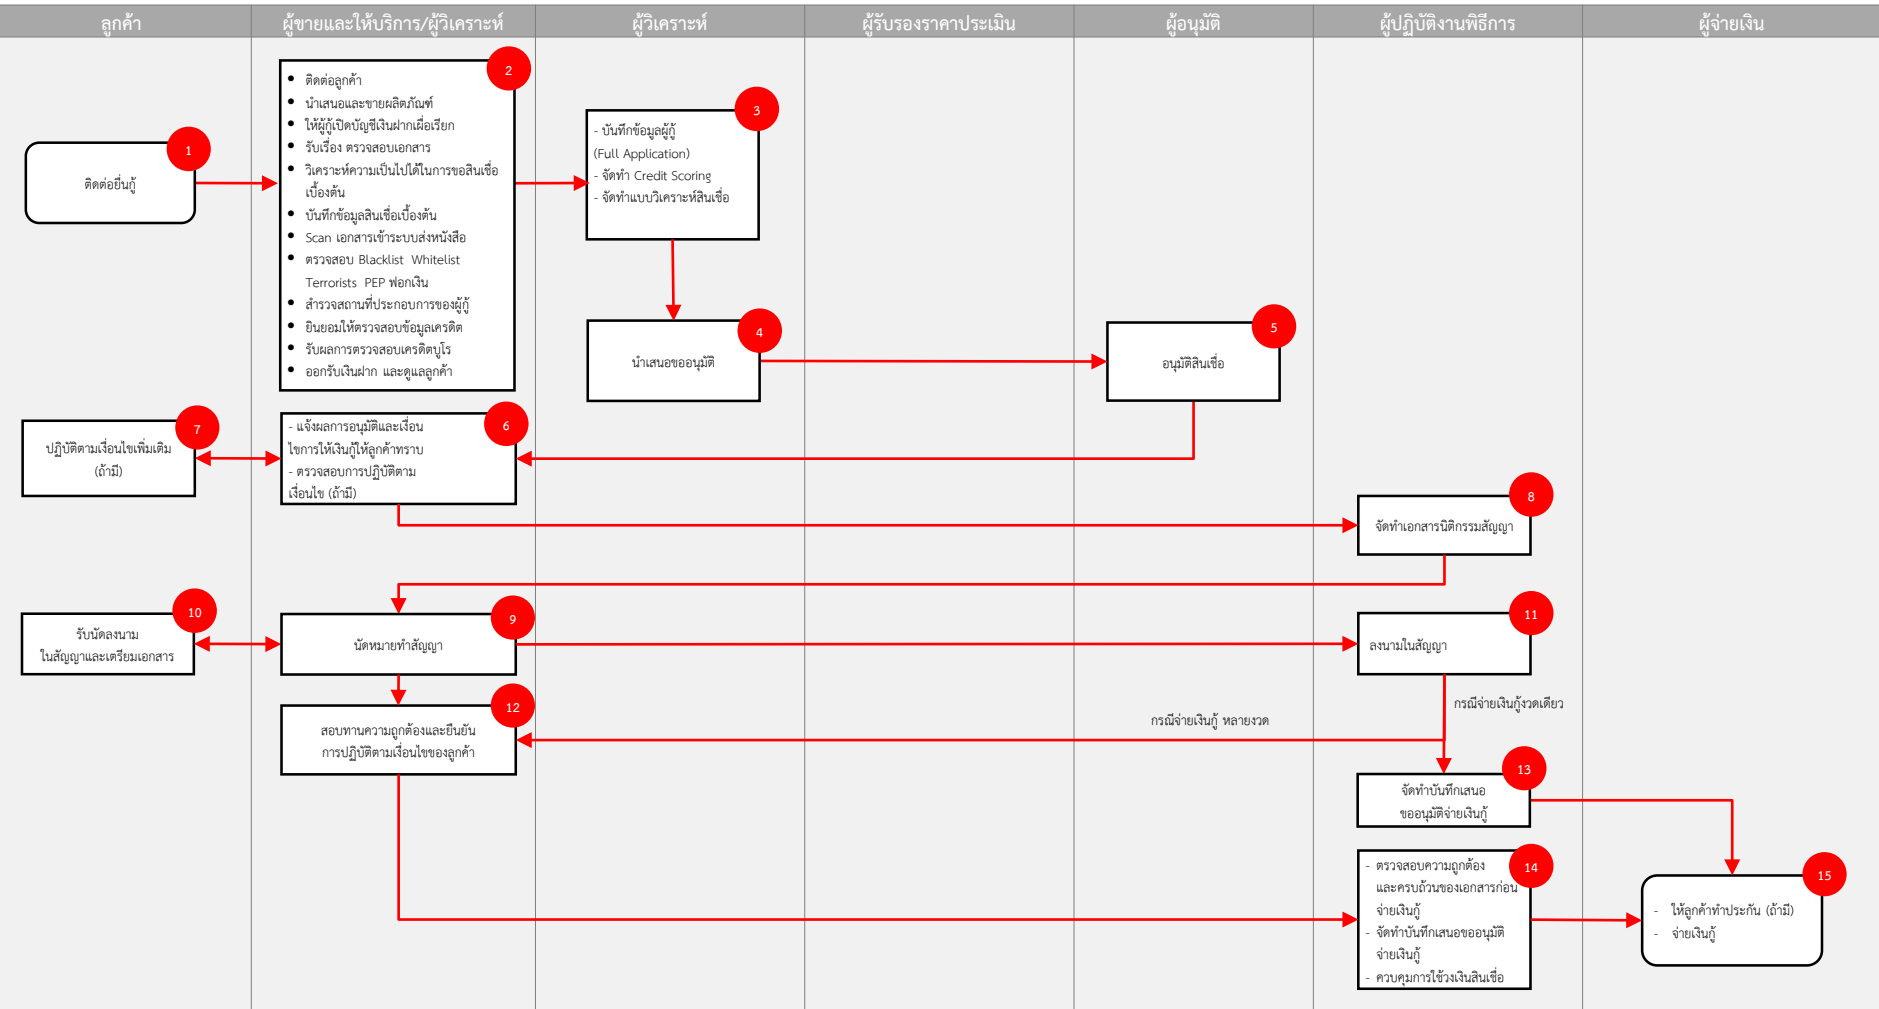 ลูกค้า
ผู้ขายและให้บริการ/ผู้วิเคราะห์
ผู้วิเคราะห์
ผู้รับรองราคาประเมิน
ผู้อนุมัติ
ผู้ปฏิบัติงานพิธีการ
ผู้จ่ายเงิน
1
ติดต่อยื่นกู้
2
• ติดต่อลูกค้า
• นำเสนอและขายผลิตภัณฑ์
• ให้ผู้กู้เปิดบัญชีเงินฝากเผื่อเรียก
• รับเรื่อง ตรวจสอบเอกสาร
• วิเคราะห์ความเป็นไปได้ในการขอสินเชื่อ
เบื้องต้น
• บันทึกข้อมูลสินเชื่อเบื้องต้น
• Scan เอกสารเข้าระบบส่งหนังสือ
• ตรวจสอบ Blacklist Whitelist
Terrorists PEP ฟอกเงิน
• สำรวจสถานที่ประกอบการของผู้กู้
• ยินยอมให้ตรวจสอบข้อมูลเครดิต
• รับผลการตรวจสอบเครดิตบูโร
• ออกรับเงินฝาก และดูแลลูกค้า
3
- บันทึกข้อมูลผู้กู้
(Full Application)
- จัดทำ Credit Scoring
- จัดทำแบบวิเคราะห์สินเชื่อ
4
นำเสนอขออนุมัติ
5
อนุมัติสินเชื่อ
6
- แจ้งผลการอนุมัติและเงื่อน
ไขการให้เงินกู้ให้ลูกค้าทราบ
- ตรวจสอบการปฏิบัติตาม
เงื่อนไข (ถ้ามี)
7
ปฏิบัติตามเงื่อนไขเพิ่มเติม
(ถ้ามี)
8
จัดทำเอกสารนิติกรรมสัญญา
9
นัดหมายทำสัญญา
10
รับนัดลงนาม
ในสัญญาและเตรียมเอกสาร
11
ลงนามในสัญญา
กรณีจ่ายเงินกู้งวดเดียว
กรณีจ่ายเงินกู้ หลายงวด
12
สอบทานความถูกต้องและยืนยัน
การปฏิบัติตามเงื่อนไขของลูกค้า
13
จัดทำบันทึกเสนอ
ขออนุมัติจ่ายเงินกู้
14
- ตรวจสอบความถูกต้อง
และครบถ้วนของเอกสารก่อน
จ่ายเงินกู้
- จัดทำบันทึกเสนอขออนุมัติ
จ่ายเงินกู้
- ควบคุมการใช้วงเงินสินเชื่อ
15
- ให้ลูกค้าทำประกัน (ถ้ามี)
- จ่ายเงินกู้